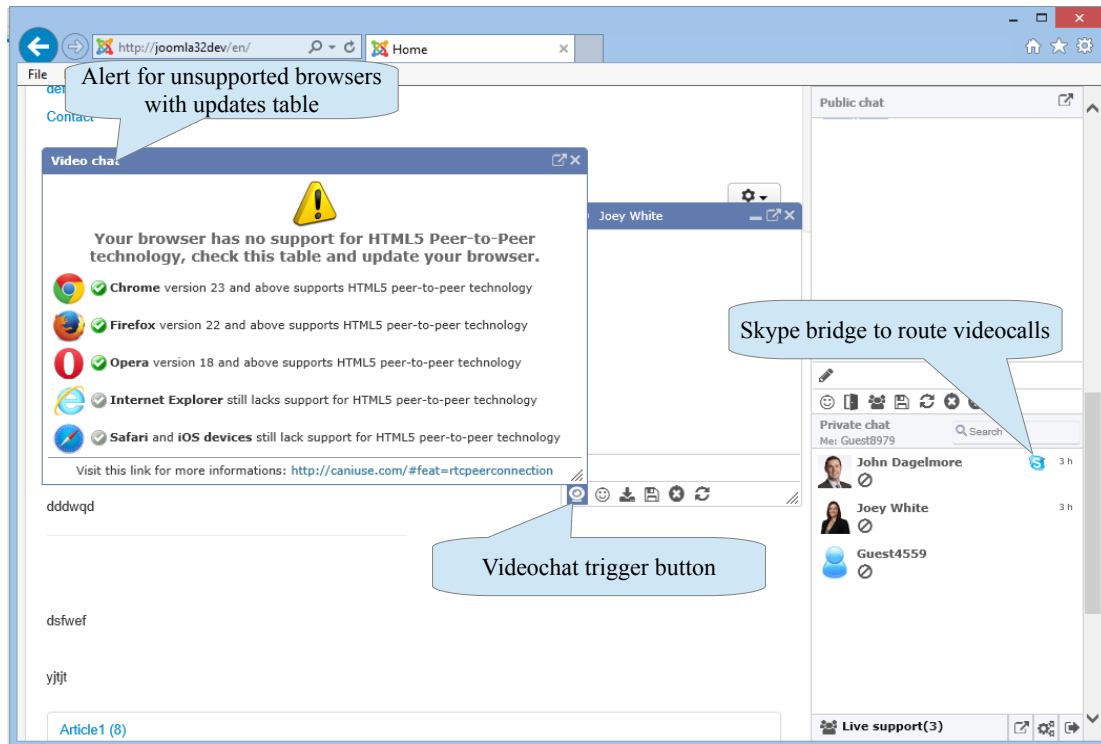 http://joomla32dev/en/
Home
File
Alert for unsupported browsers
with updates table
Contact
Public chat
Video chat
Your browser has no support for HTML5 Peer-to-Peer
technology, check this table and update your browser.
Chrome version 23 and above supports HTML5 peer-to-peer technology
Firefox version 22 and above supports HTML5 peer-to-peer technology
Opera version 18 and above supports HTML5 peer-to-peer technology
Internet Explorer still lacks support for HTML5 peer-to-peer technology
Safari and iOS devices still lack support for HTML5 peer-to-peer technology
Visit this link for more informations: http://caniuse.com/#feat=rtcpeerconnection
Joey White
Skype bridge to route videocalls
Private chat
Me: Guest8979
Search
John Dagelmore
3 h
Joey White
3 h
Guest4559
dddwqd
Videochat trigger button
dsfwef
yjtjt
Article1 (8)
Live support(3)